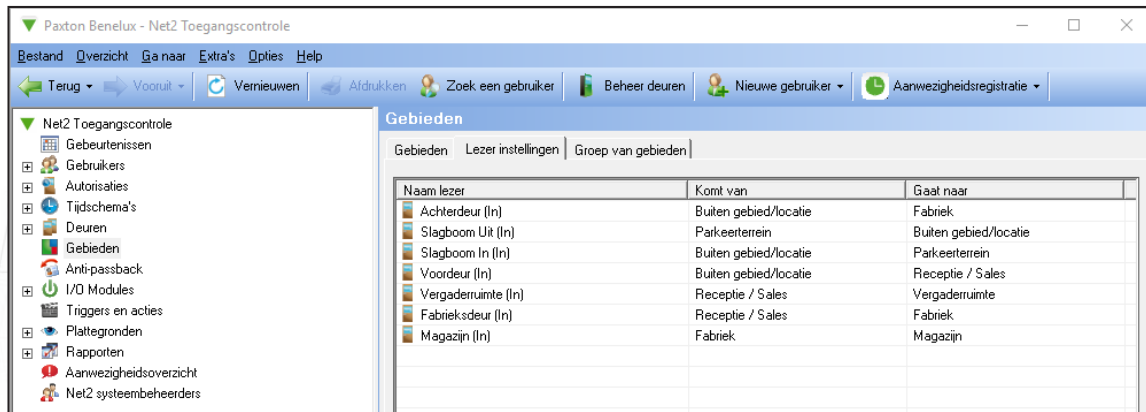 Paxton Benelux - Net2 Toegangscontrole
Bestand Overzicht Ga naar Extra's Opties Help
Terug Vooruit Vernieuwen Afdrukken Zoek een gebruiker Beheer deuren Nieuwe gebruiker Aanwezigheidsregistratie
Net2 Toegangscontrole
Gebeurtenissen
Gebruikers
Autorisaties
Tijdschema's
Deuren
Gebieden
Anti-passback
I/O Modules
Triggers en acties
Plattegronden
Rapporten
Aanwezigheidsoverzicht
Net2 systeembeheerders
Gebieden
Gebieden Lezer instellingen Groep van gebieden
Naam lezer Komt van Gaat naar
Achterdeur (In) Buiten gebied/locatie Fabriek
Slagboom Uit (In) Parkeerterrein Buiten gebied/locatie
Slagboom In (In) Buiten gebied/locatie Parkeerterrein
Voordeur (In) Buiten gebied/locatie Receptie / Sales
Vergaderruimte (In) Receptie / Sales Vergaderruimte
Fabrieksdeur (In) Receptie / Sales Fabriek
Magazijn (In) Fabriek Magazijn